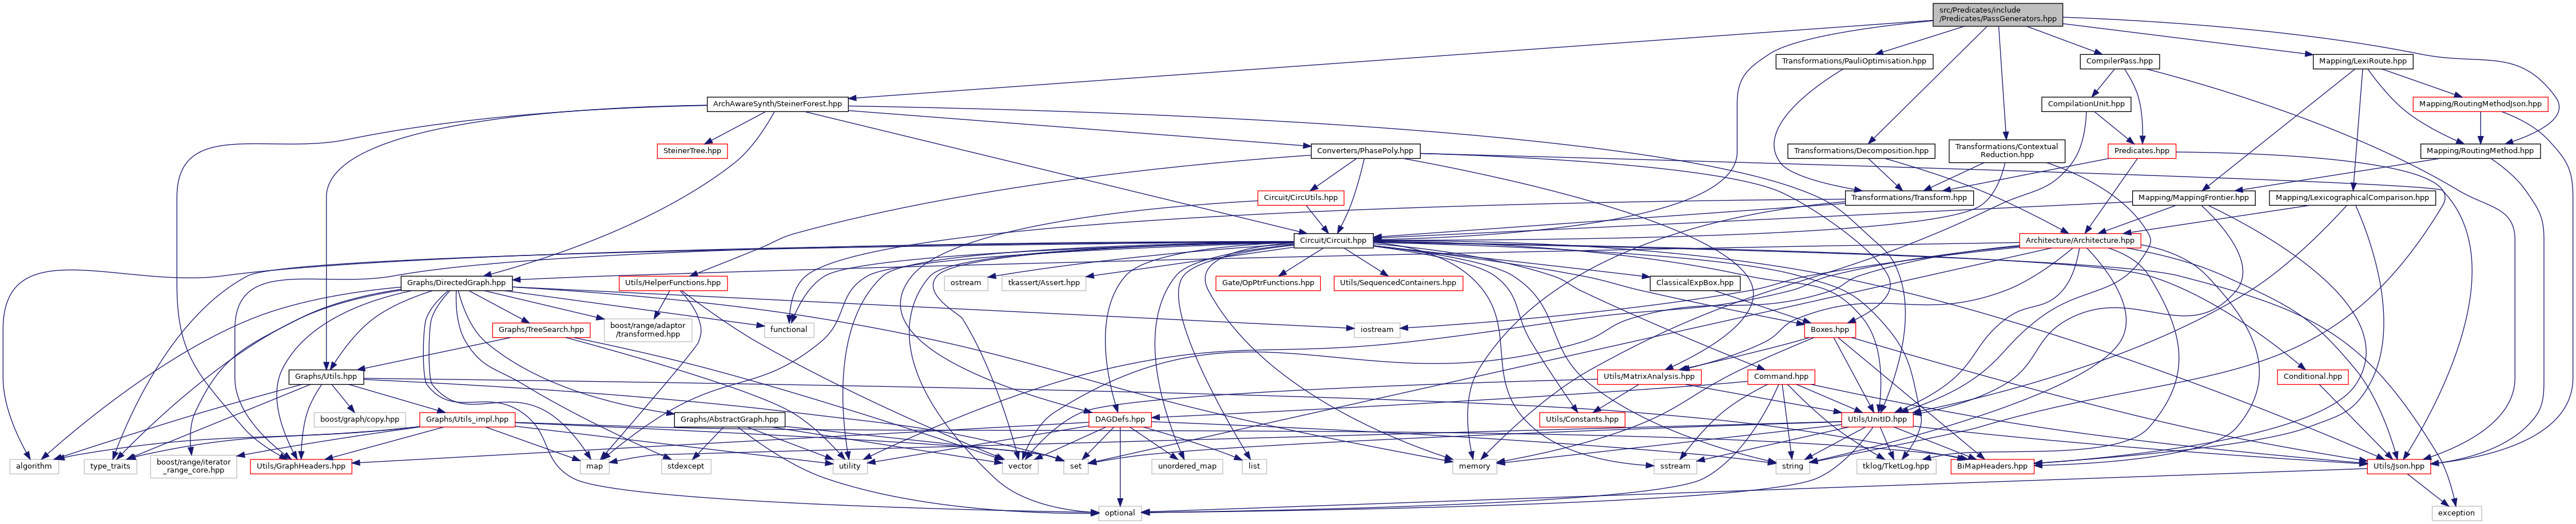 src/Predicates/include
/Predicates/PassGenerators.hpp
Transformations/PauliOptimisation.hpp
CompilerPass.hpp
Mapping/LexiRoute.hpp
ArchAwareSynth/SteinerForest.hpp
CompilationUnit.hpp
Mapping/RoutingMethodJson.hpp
SteinerTree.hpp
Converters/PhasePoly.hpp
Transformations/Decomposition.hpp
Transformations/Contextual
Reduction.hpp
Predicates.hpp
Mapping/RoutingMethod.hpp
Circuit/CircUtils.hpp
Transformations/Transform.hpp
Mapping/MappingFrontier.hpp
Mapping/LexicographicalComparison.hpp
Circuit/Circuit.hpp
Architecture/Architecture.hpp
Graphs/DirectedGraph.hpp
Utils/HelperFunctions.hpp
ostream
tkassert/Assert.hpp
Gate/OpPtrFunctions.hpp
Utils/SequencedContainers.hpp
ClassicalExpBox.hpp
Graphs/TreeSearch.hpp
boost/range/adaptor
/transformed.hpp
functional
iostream
Boxes.hpp
Graphs/Utils.hpp
Utils/MatrixAnalysis.hpp
Command.hpp
Conditional.hpp
boost/graph/copy.hpp
Graphs/Utils_impl.hpp
Graphs/AbstractGraph.hpp
DAGDefs.hpp
Utils/Constants.hpp
Utils/UnitID.hpp
algorithm
type_traits
boost/range/iterator
_range_core.hpp
Utils/GraphHeaders.hpp
map
stdexcept
utility
vector
set
unordered_map
list
memory
sstream
string
tklog/TketLog.hpp
BiMapHeaders.hpp
Utils/Json.hpp
optional
exception